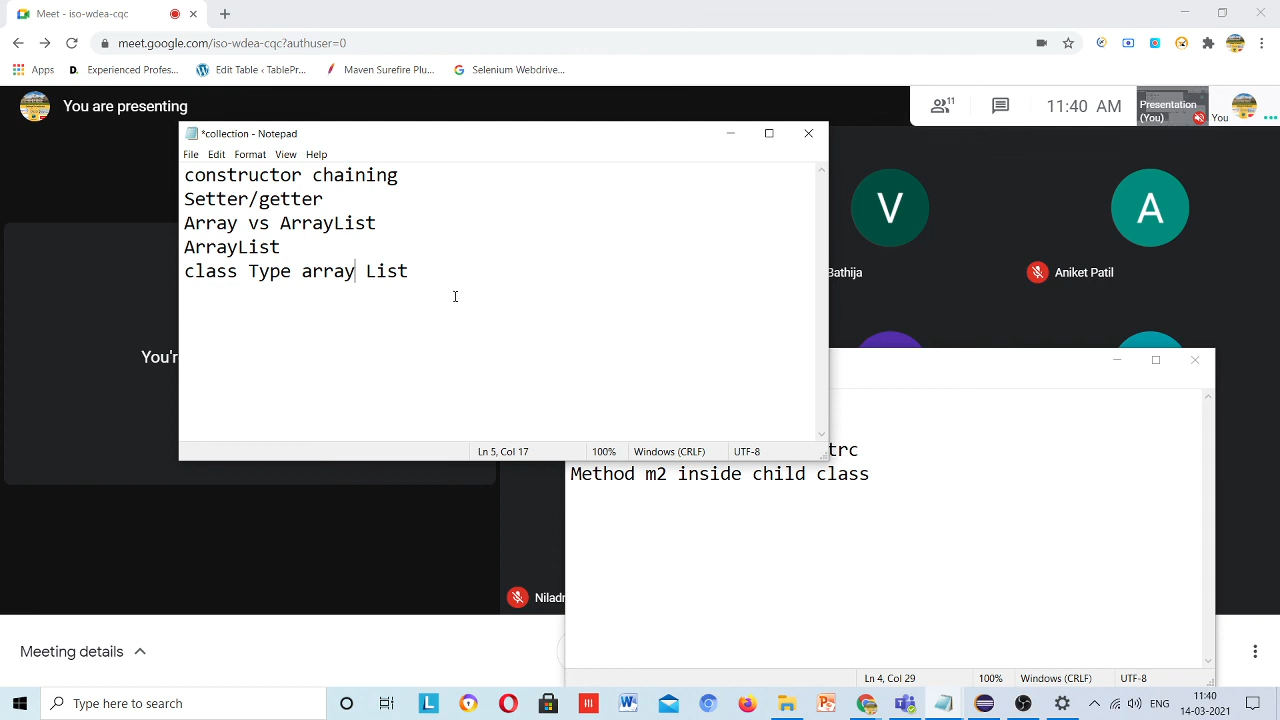 Meet - iso-wdea-cqc
meet.google.com/iso-wdea-cqc?authuser=0
Apps
Experienced Profes...
Edit Table ‹ TablePr...
Maven Surefire Plu...
Selenium Webdrive...
You are presenting
11
11:40 AM
Presentation
(You)
You
*collection - Notepad
File Edit Format View Help
constructor chaining
Setter/getter
Array vs ArrayList
ArrayList
class Type array List
Ln 5, Col 17
100%
Windows (CRLF)
UTF-8
V
A
Bathija
Aniket Patil
You'r
trc
Method m2 inside child class
Niladr
Ln 4, Col 29
100%
Windows (CRLF)
UTF-8
Meeting details
Type here to search
ENG
11:40
14-03-2021